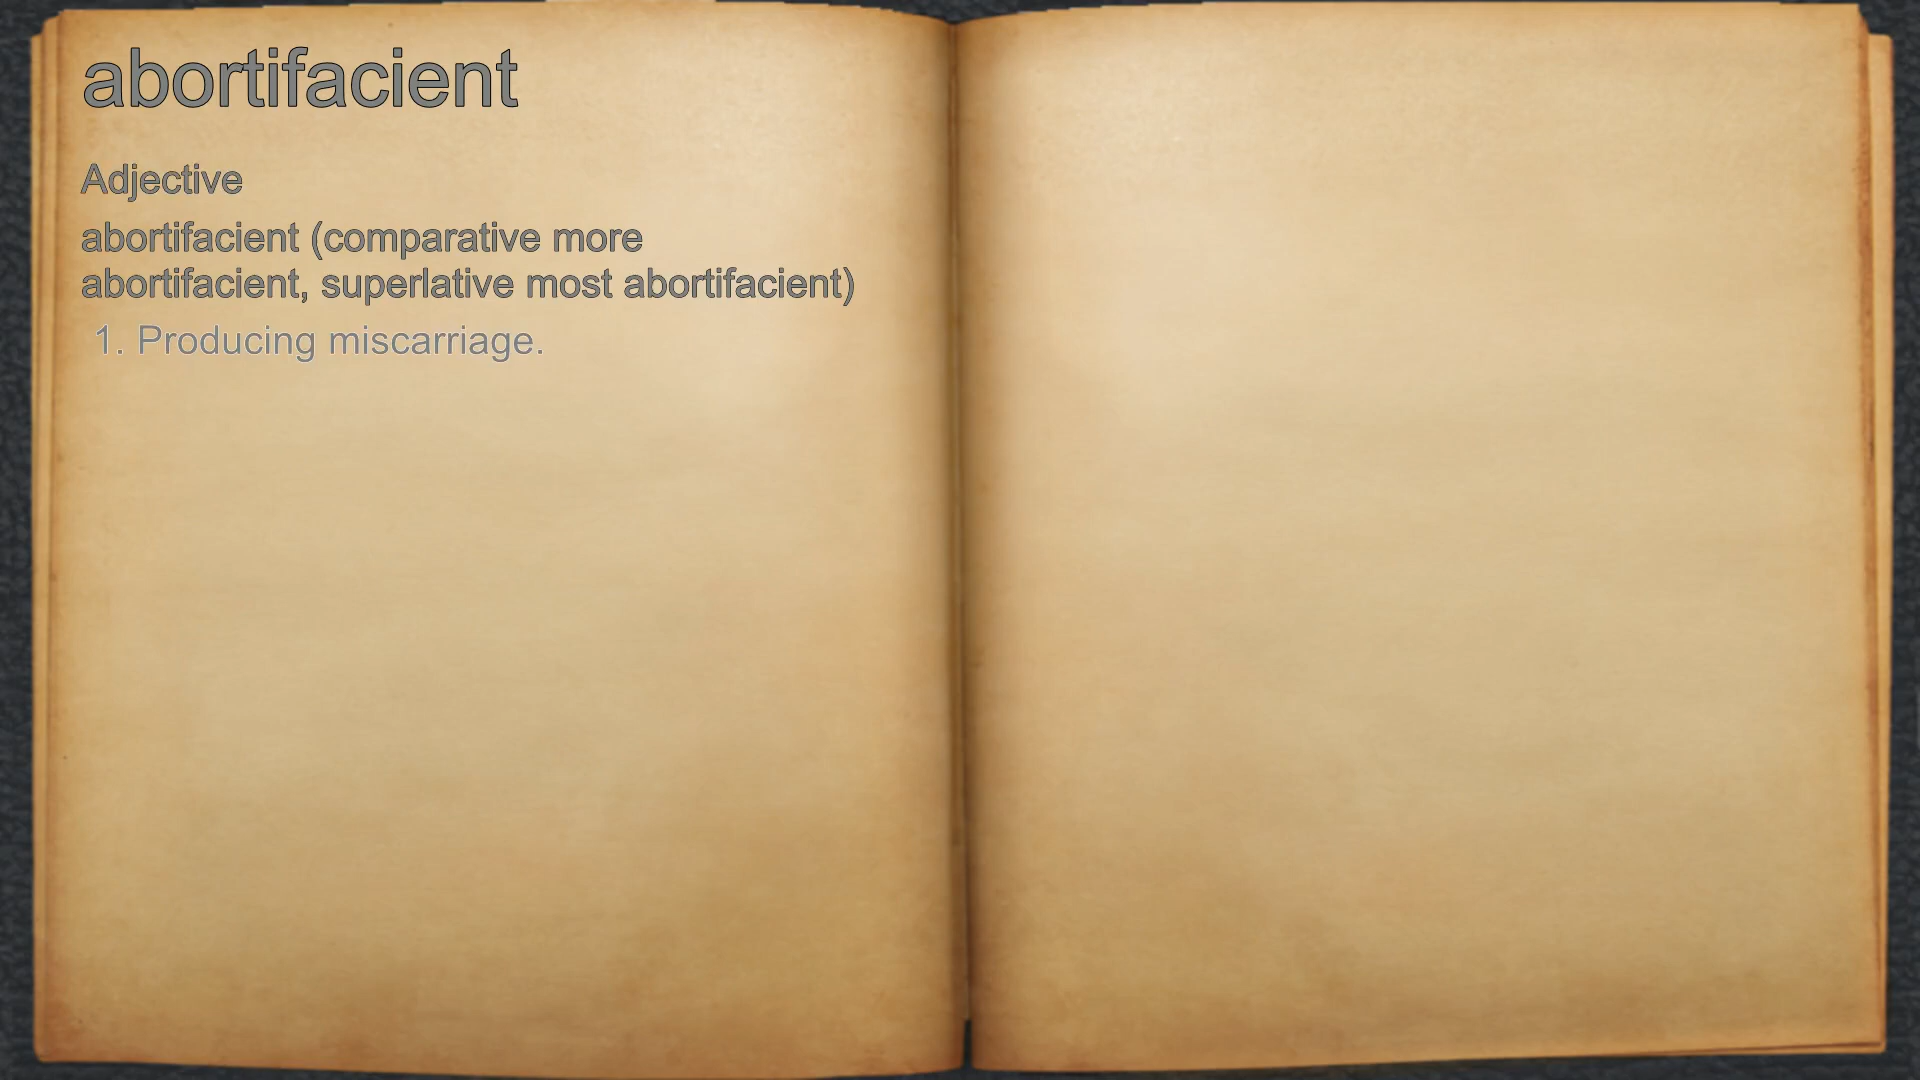 abortifacient
Adjective
abortifacient (comparative more
abortifacient, superlative most abortifacient)
1. Producing miscarriage.